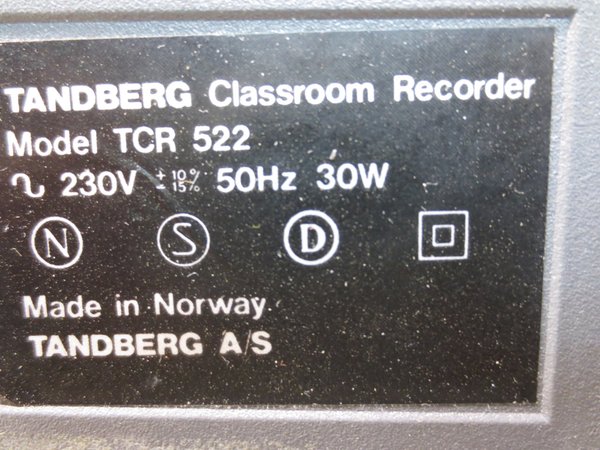 TANDBERG Classroom Recorder
Model TCR 522
∿ 230V +10% -15% 50Hz 30W
N S D
Made in Norway
TANDBERG A/S